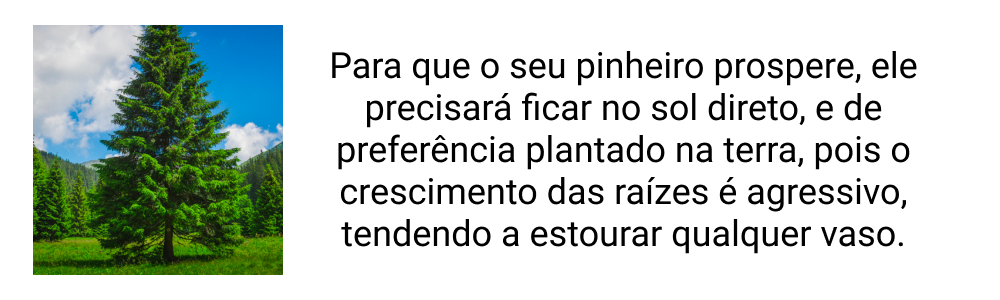 Para que o seu pinheiro prospere, ele
precisará ficar no sol direto, e de
preferência plantado na terra, pois o
crescimento das raízes é agressivo,
tendendo a estourar qualquer vaso.